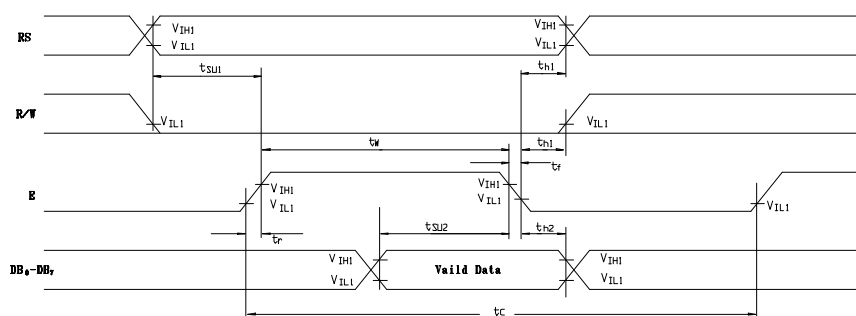 RS
VIH1
VIL1
VIH1
VIL1
tSU1
th1
R/W
VIL1
VIL1
tW
th1
tf
E
VIH1
VIL1
VIH1
VIL1
VIL1
tr
tSU2
th2
DB0-DB7
VIH1
VIL1
Vaild Data
VIH1
VIL1
tC